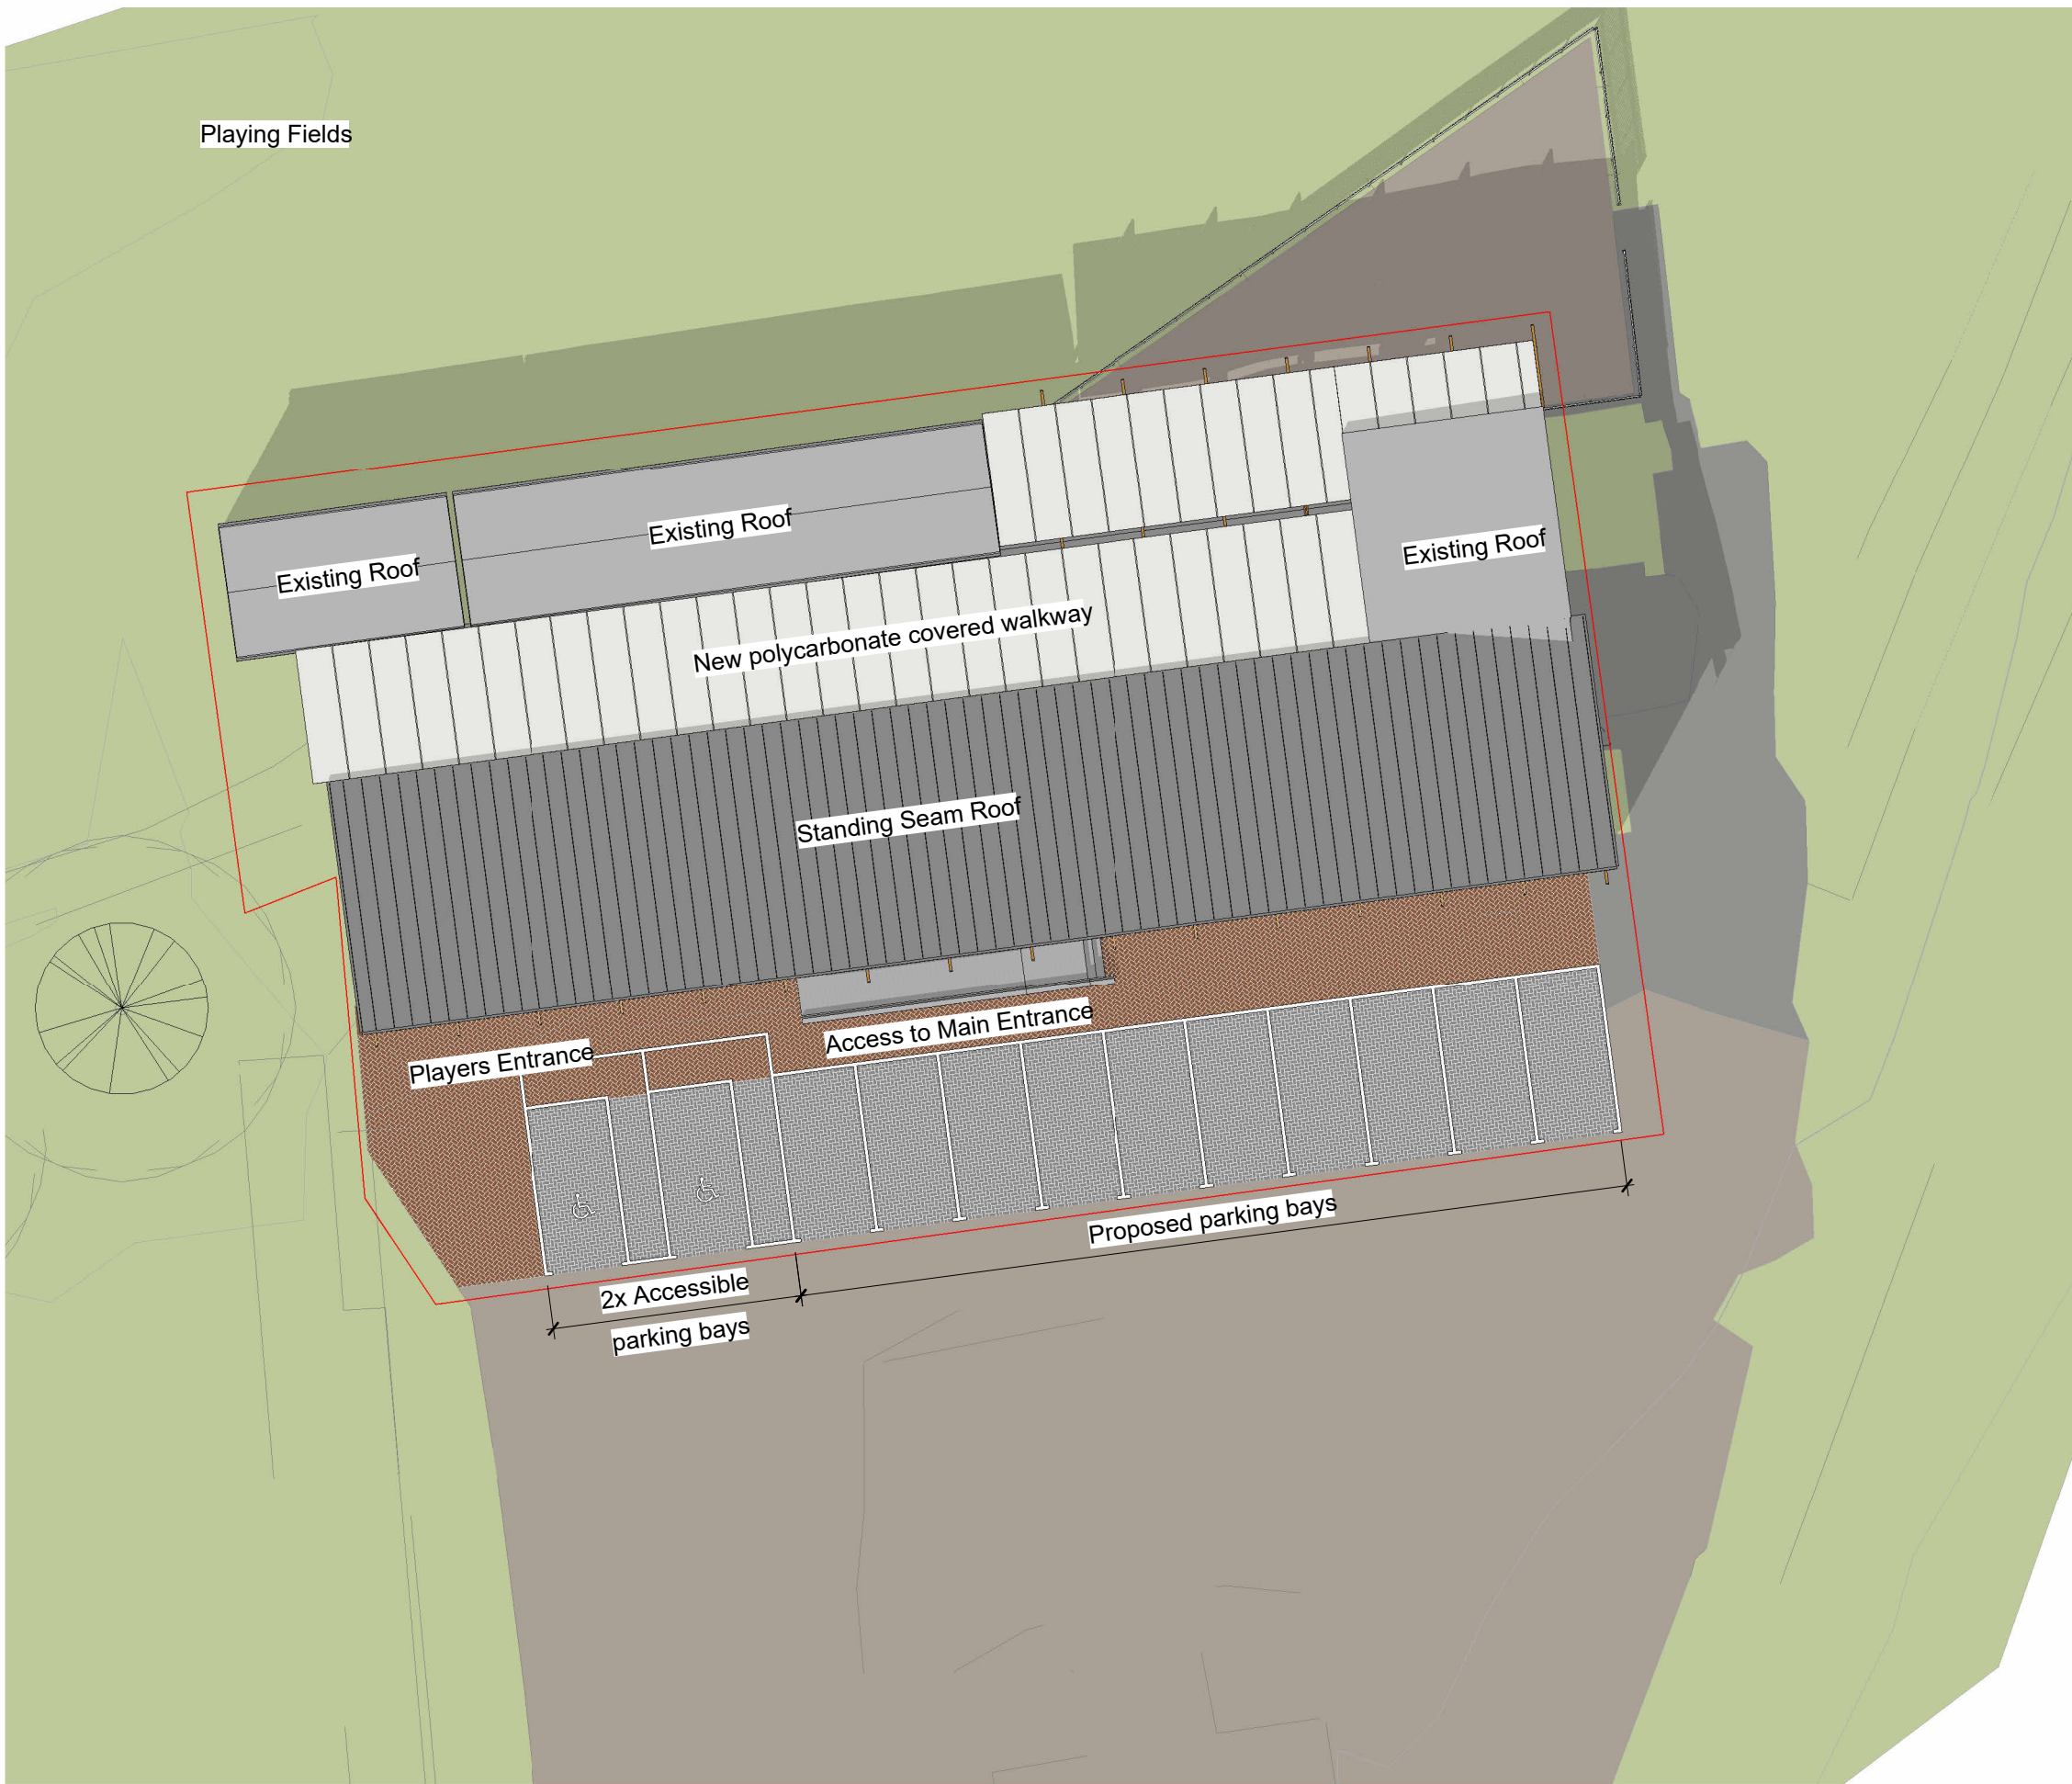 Playing Fields
Existing Roof
Existing Roof
Existing Roof
New polycarbonate covered walkway
Standing Seam Roof
Access to Main Entrance
Players Entrance
Proposed parking bays
2x Accessible
parking bays